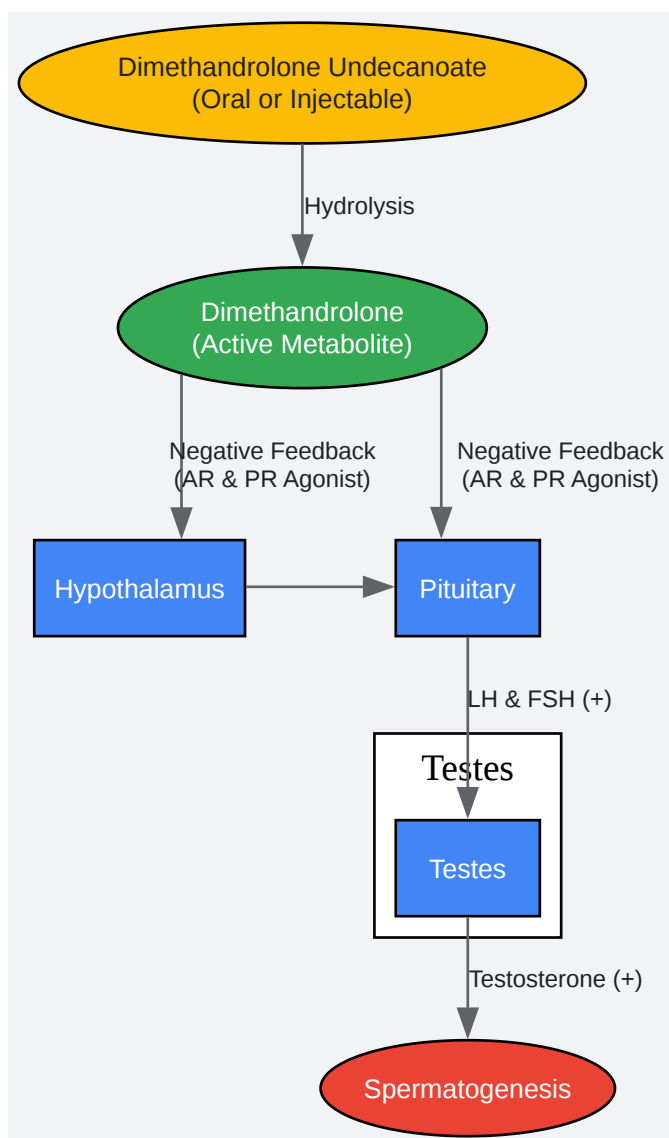 Dimethandrolone Undecanoate
(Oral or Injectable)
Hydrolysis
Dimethandrolone
(Active Metabolite)
Negative Feedback
(AR & PR Agonist)
Negative Feedback
(AR & PR Agonist)
Hypothalamus
Pituitary
LH & FSH (+)
Testes
Testes
Testosterone (+)
Spermatogenesis